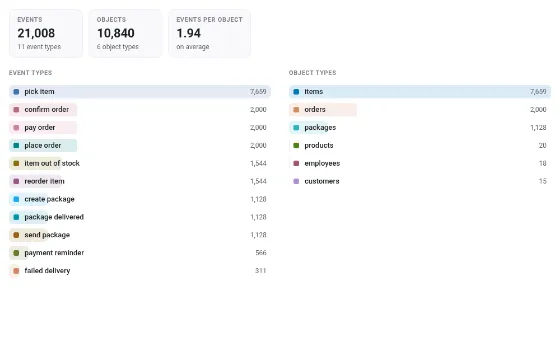 EVENTS
21,008
11 event types
OBJECTS
10,840
6 object types
EVENTS PER OBJECT
1.94
on average
EVENT TYPES
pick item 7,659
confirm order 2,000
pay order 2,000
place order 2,000
item out of stock 1,544
reorder item 1,544
create package 1,128
package delivered 1,128
send package 1,128
payment reminder 566
failed delivery 311
OBJECT TYPES
items 7,659
orders 2,000
packages 1,128
products 20
employees 18
customers 15